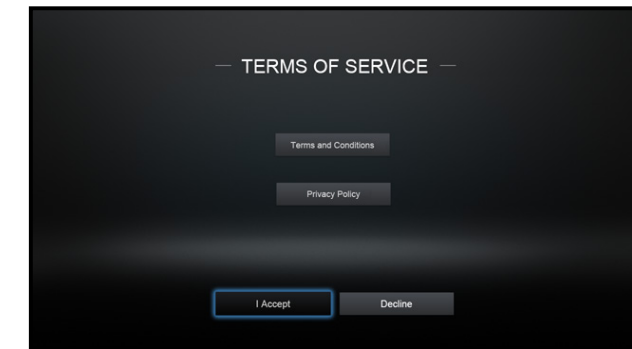 TERMS OF SERVICE
Terms and Conditions
Privacy Policy
I Accept Decline